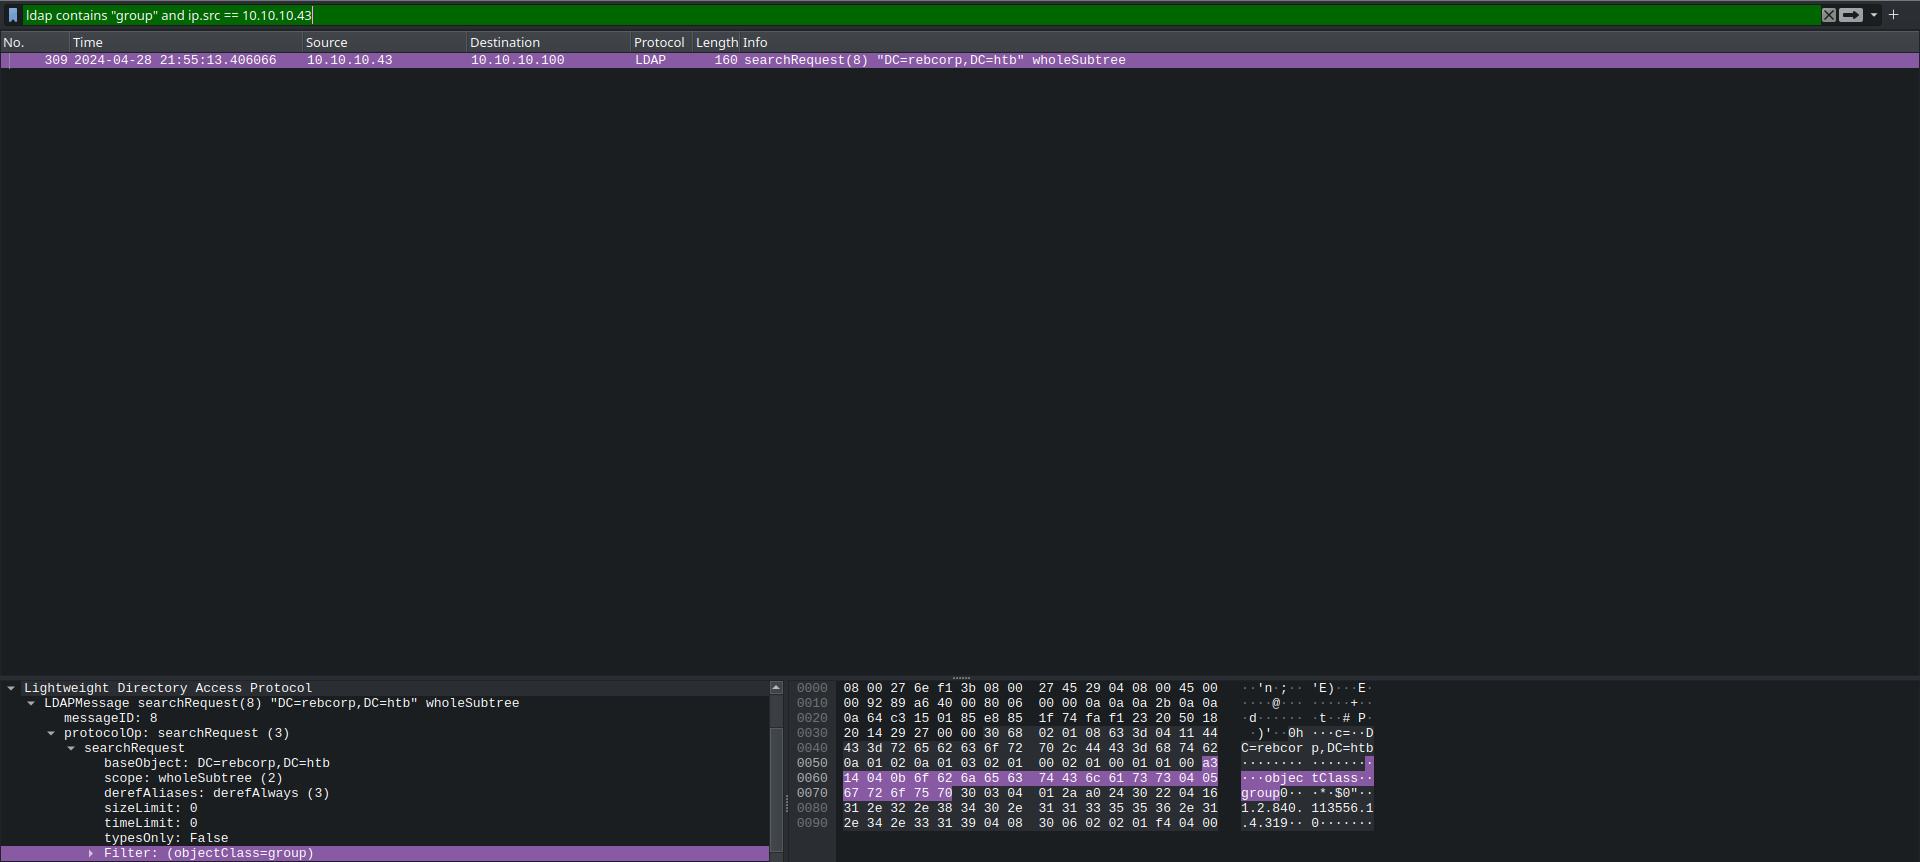 ldap contains "group" and ip.src == 10.10.10.43
No. Time Source Destination Protocol Length Info
309 2024-04-28 21:55:13.406066 10.10.10.43 10.10.10.100 LDAP 160 searchRequest(8) "DC=rebcorp,DC=htb" wholeSubtree
Lightweight Directory Access Protocol
LDAPMessage searchRequest(8) "DC=rebcorp,DC=htb" wholeSubtree
messageID: 8
protocolOp: searchRequest (3)
searchRequest
baseObject: DC=rebcorp,DC=htb
scope: wholeSubtree (2)
derefAliases: derefAlways (3)
sizeLimit: 0
timeLimit: 0
typesOnly: False
Filter: (objectClass=group)
0000 08 00 27 6e f1 3b 08 00 27 45 29 04 08 00 45 00 ··'n·;·· 'E)···E·
0010 00 92 89 a6 40 00 80 06 00 00 0a 0a 0a 2b 0a 0a ····@··· ·····+··
0020 0a 64 c3 15 01 85 e8 85 1f 74 fa f1 23 20 50 18 ·d······ ·t··# P·
0030 20 14 29 27 00 00 30 68 02 01 08 63 3d 04 11 44 ·)'··0h ···c=··D
0040 43 3d 72 65 62 63 6f 72 70 2c 44 43 3d 68 74 62 C=rebcor p,DC=htb
0050 0a 01 02 0a 01 03 02 01 00 02 01 00 01 01 00 a3 ········ ········
0060 14 04 0b 6f 62 6a 65 63 74 43 6c 61 73 73 04 05 ···objec tClass··
0070 67 72 6f 75 70 30 03 04 01 2a a0 24 30 22 04 16 group0·· ·*·$0"··
0080 31 2e 32 2e 38 34 30 2e 31 31 33 35 35 36 2e 31 1.2.840. 113556.1
0090 2e 34 2e 33 31 39 04 08 30 06 02 02 01 f4 04 00 .4.319·· 0·······